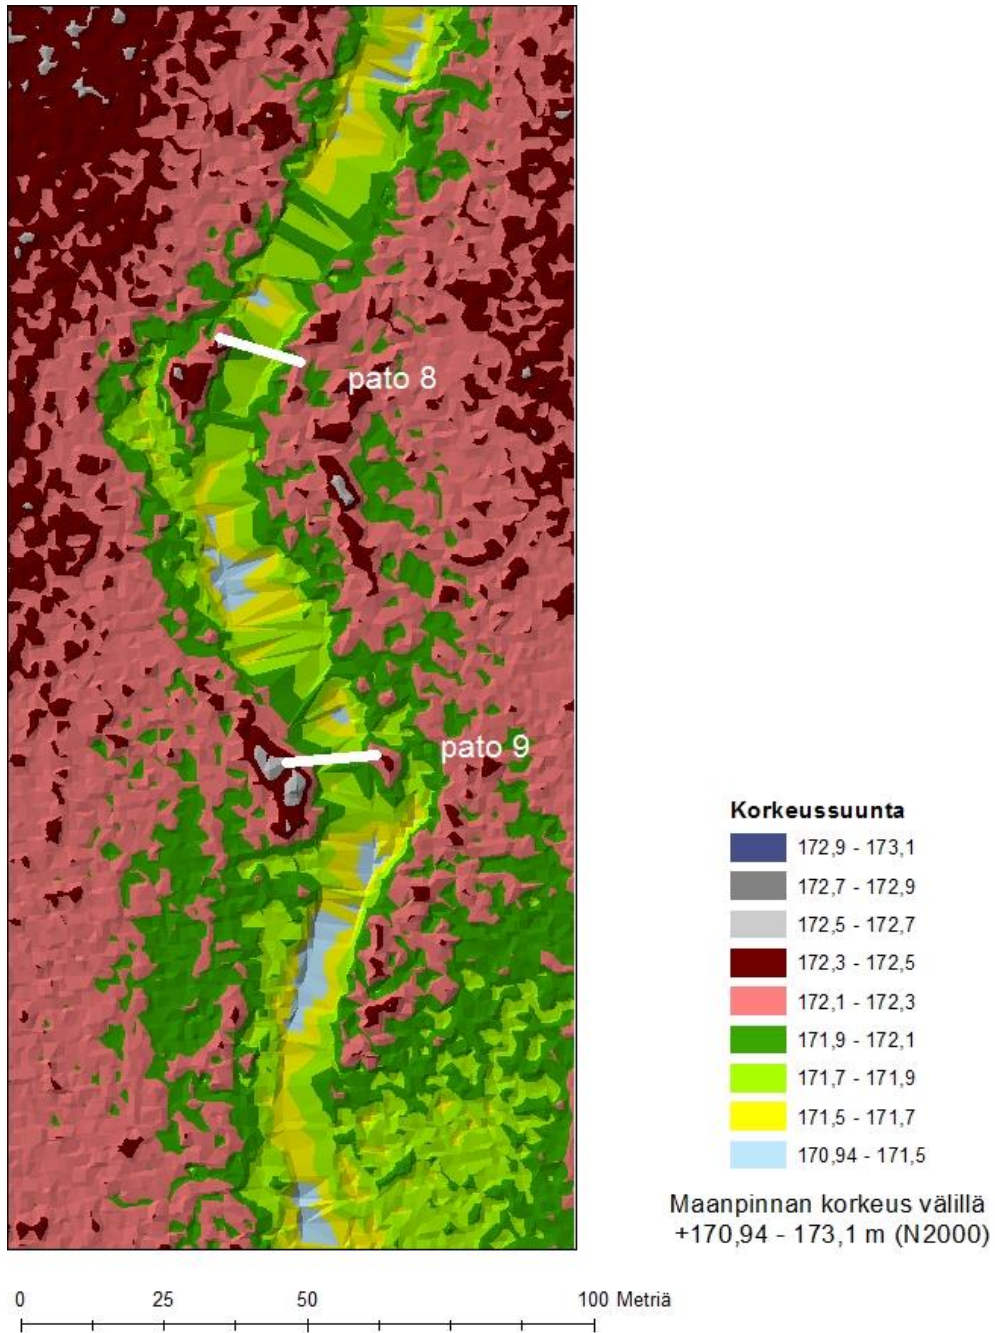 pato 8
pato 9
Korkeussuunta
172,9 - 173,1
172,7 - 172,9
172,5 - 172,7
172,3 - 172,5
172,1 - 172,3
171,9 - 172,1
171,7 - 171,9
171,5 - 171,7
170,94 - 171,5
Maanpinnan korkeus välillä
+170,94 - 173,1 m (N2000)
0 25 50 100 Metriä